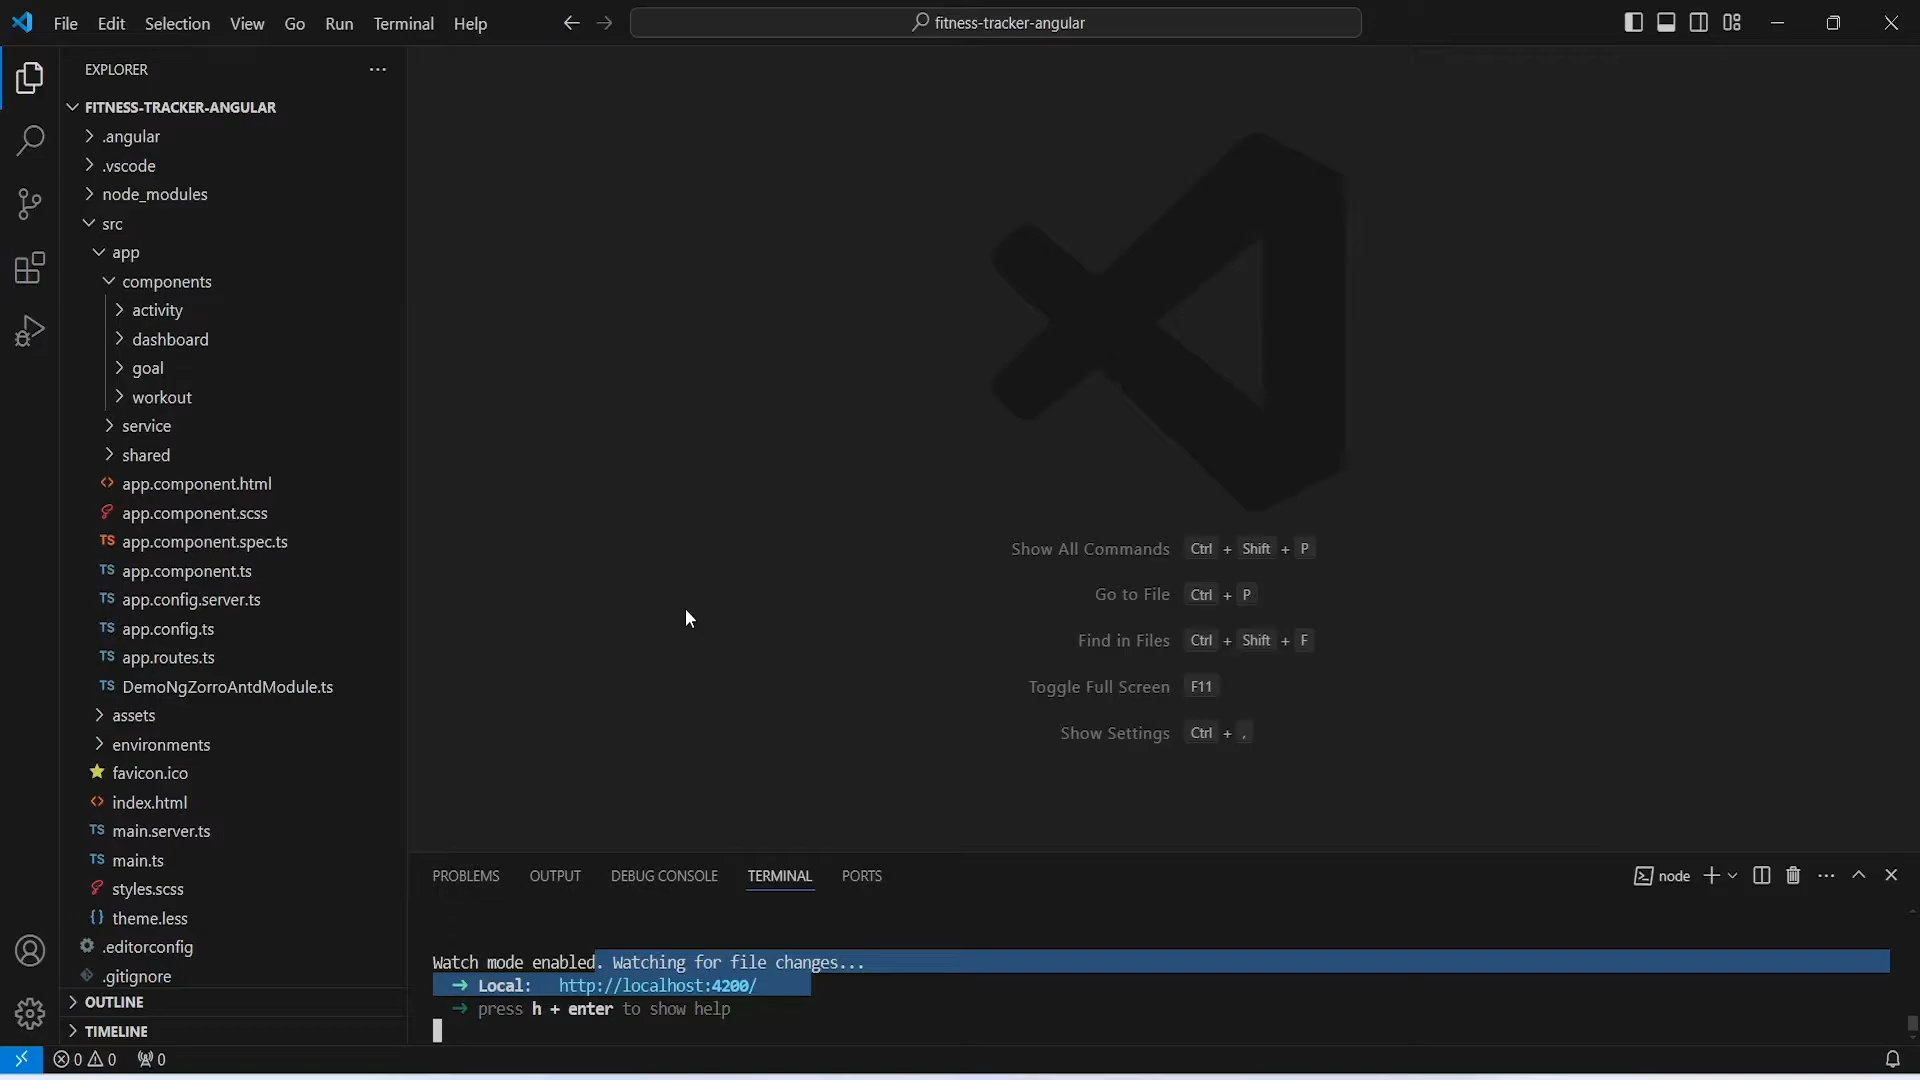 File Edit Selection View Go Run Terminal Help
fitness-tracker-angular
EXPLORER
FITNESS-TRACKER-ANGULAR
.angular
.vscode
node_modules
src
app
components
activity
dashboard
goal
workout
service
shared
<> app.component.html
app.component.scss
TS app.component.spec.ts
TS app.component.ts
TS app.config.server.ts
TS app.config.ts
TS app.routes.ts
TS DemoNgZorroAntdModule.ts
assets
environments
favicon.ico
<> index.html
TS main.server.ts
TS main.ts
styles.scss
{} theme.less
.editorconfig
.gitignore
OUTLINE
TIMELINE
Show All Commands Ctrl + Shift + P
Go to File Ctrl + P
Find in Files Ctrl + Shift + F
Toggle Full Screen F11
Show Settings Ctrl + ,
PROBLEMS OUTPUT DEBUG CONSOLE TERMINAL PORTS
node
Watch mode enabled. Watching for file changes...
➜ Local: http://localhost:4200/
➜ press h + enter to show help
0 0 0